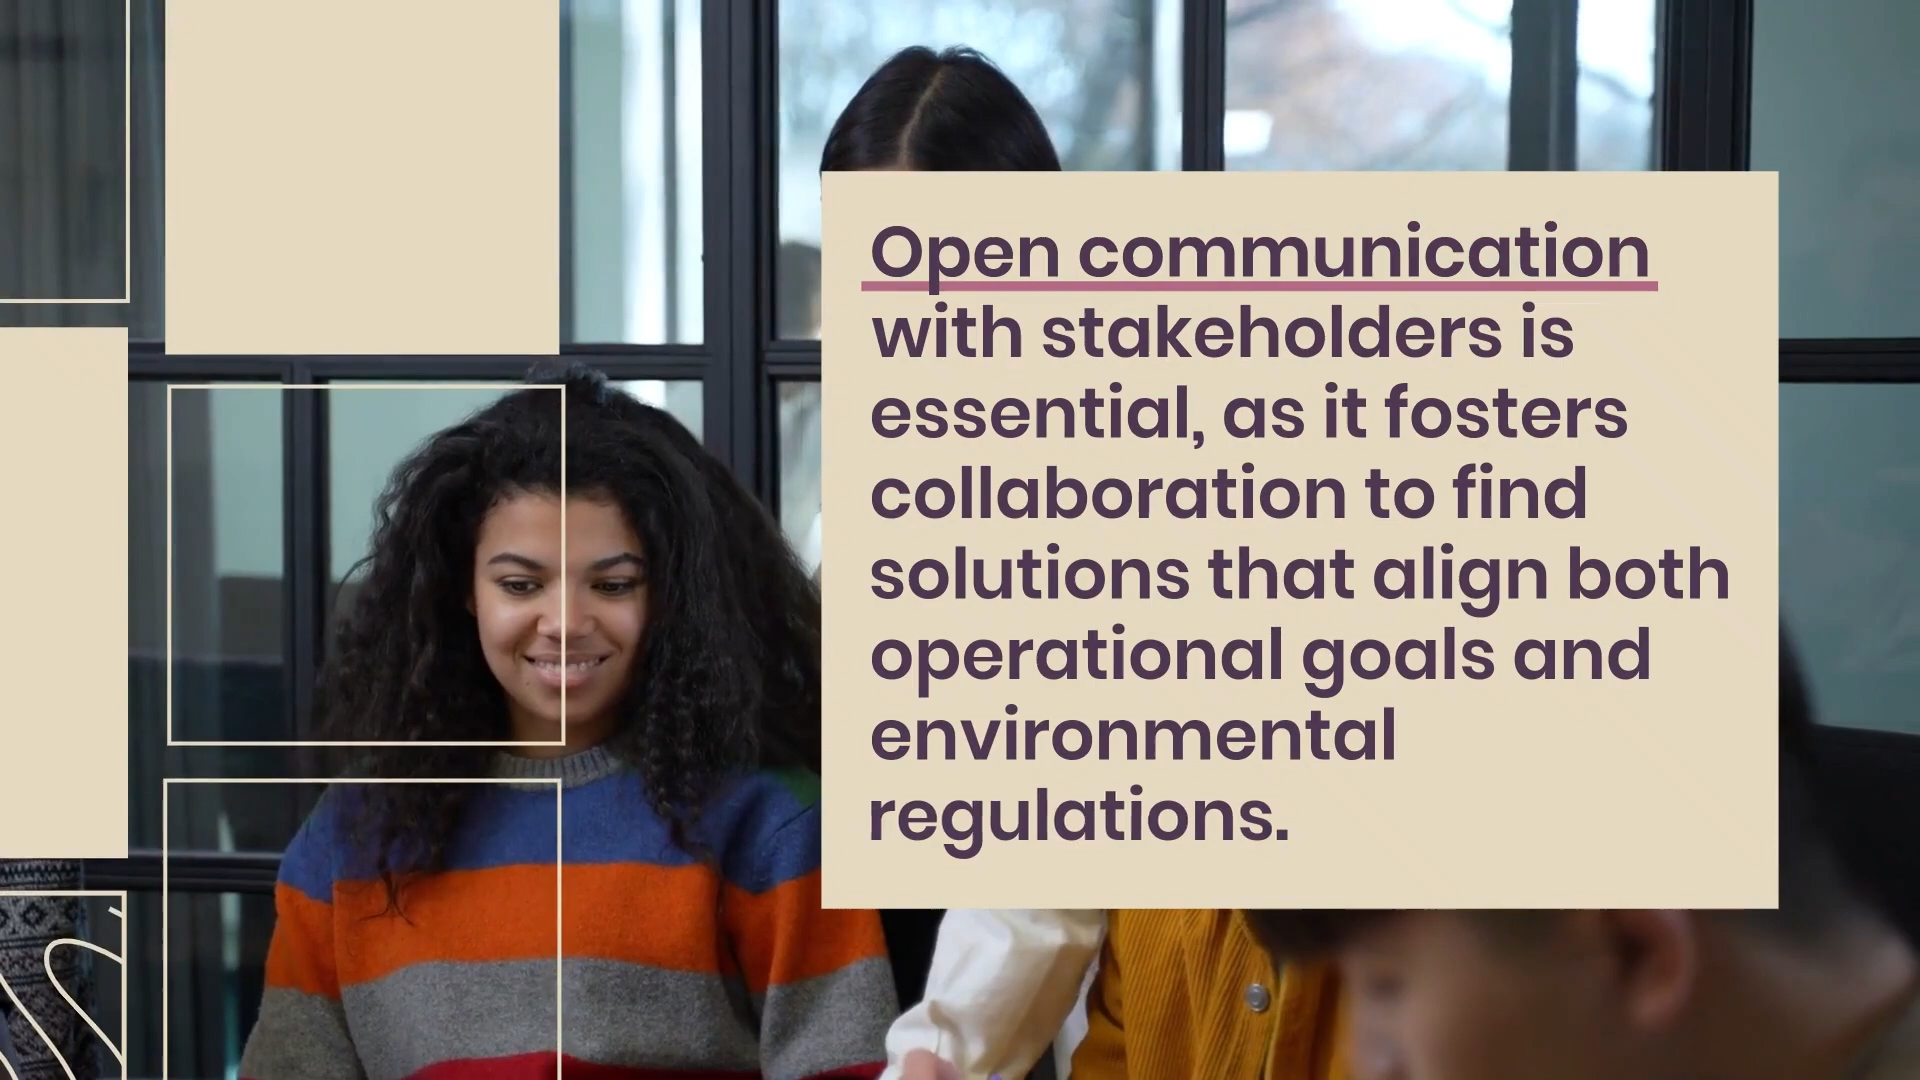 Open communication
with stakeholders is
essential, as it fosters
collaboration to find
solutions that align both
operational goals and
environmental
regulations.